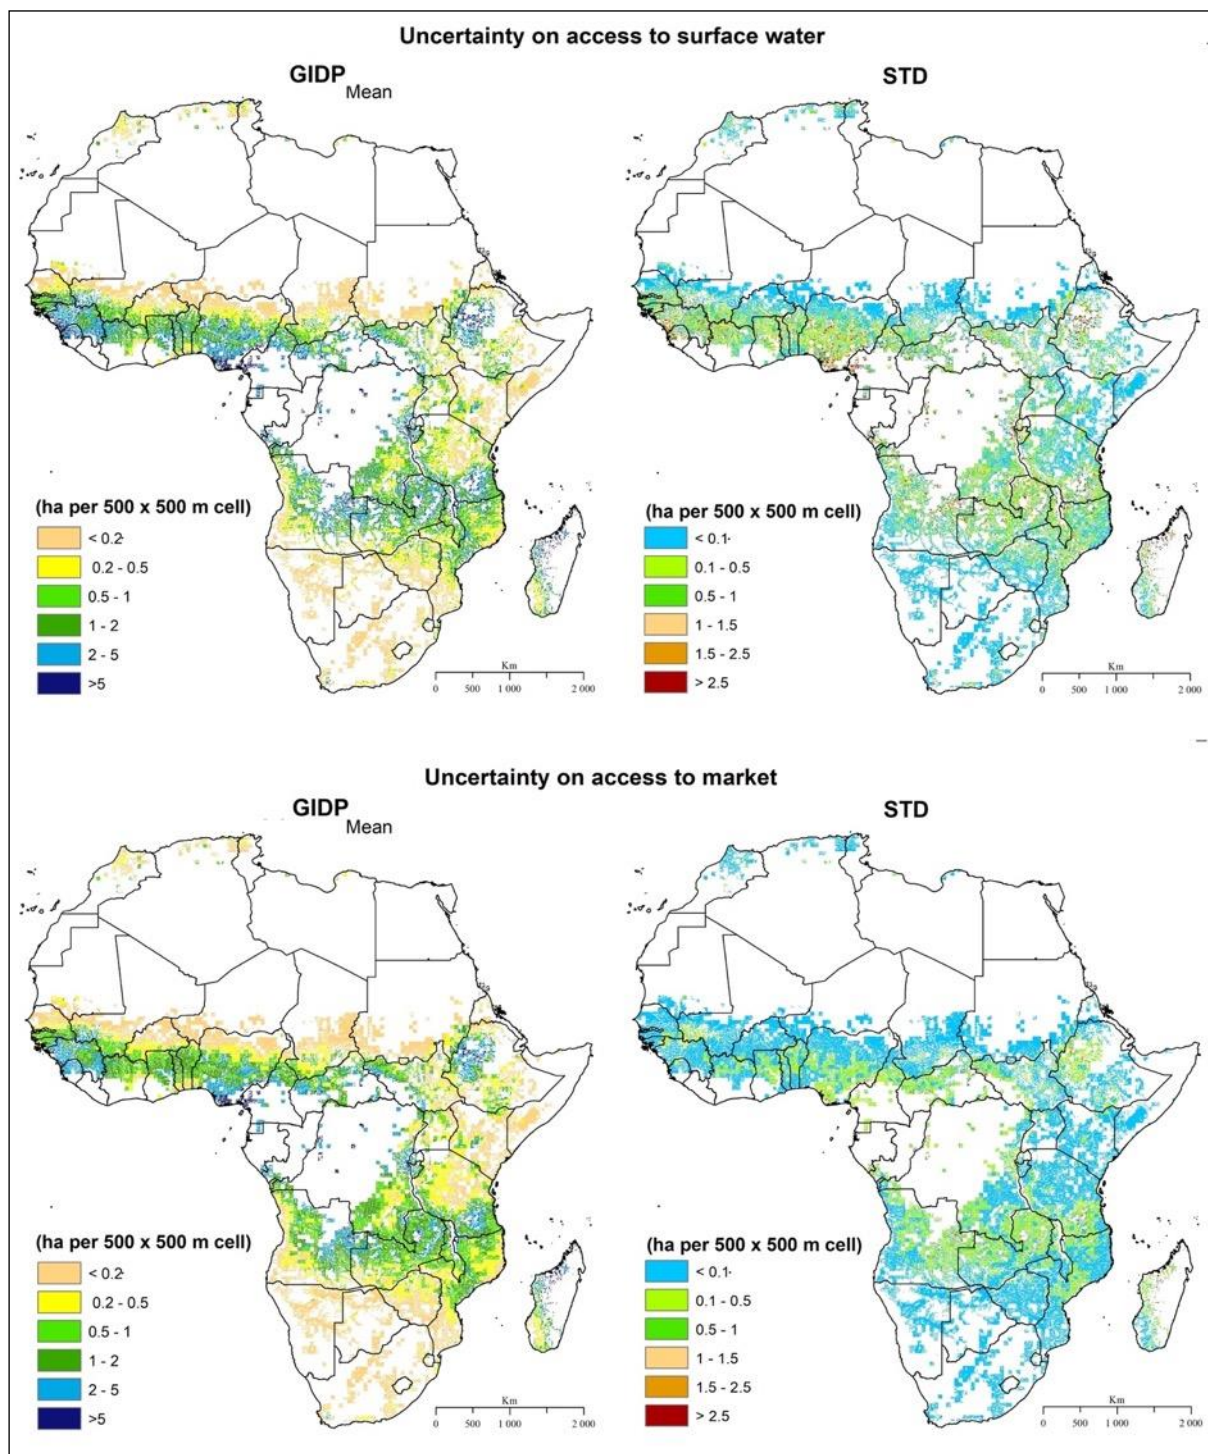 Uncertainty on access to surface water
GIDP Mean
STD
(ha per 500 x 500 m cell)
< 0.2
0.2 - 0.5
0.5 - 1
1 - 2
2 - 5
>5
Km
0 500 1 000 2 000
(ha per 500 x 500 m cell)
< 0.1
0.1 - 0.5
0.5 - 1
1 - 1.5
1.5 - 2.5
> 2.5
Km
0 500 1 000 2 000
Uncertainty on access to market
GIDP Mean
STD
(ha per 500 x 500 m cell)
< 0.2
0.2 - 0.5
0.5 - 1
1 - 2
2 - 5
>5
Km
0 500 1 000 2 000
(ha per 500 x 500 m cell)
< 0.1
0.1 - 0.5
0.5 - 1
1 - 1.5
1.5 - 2.5
> 2.5
Km
0 500 1 000 2 000